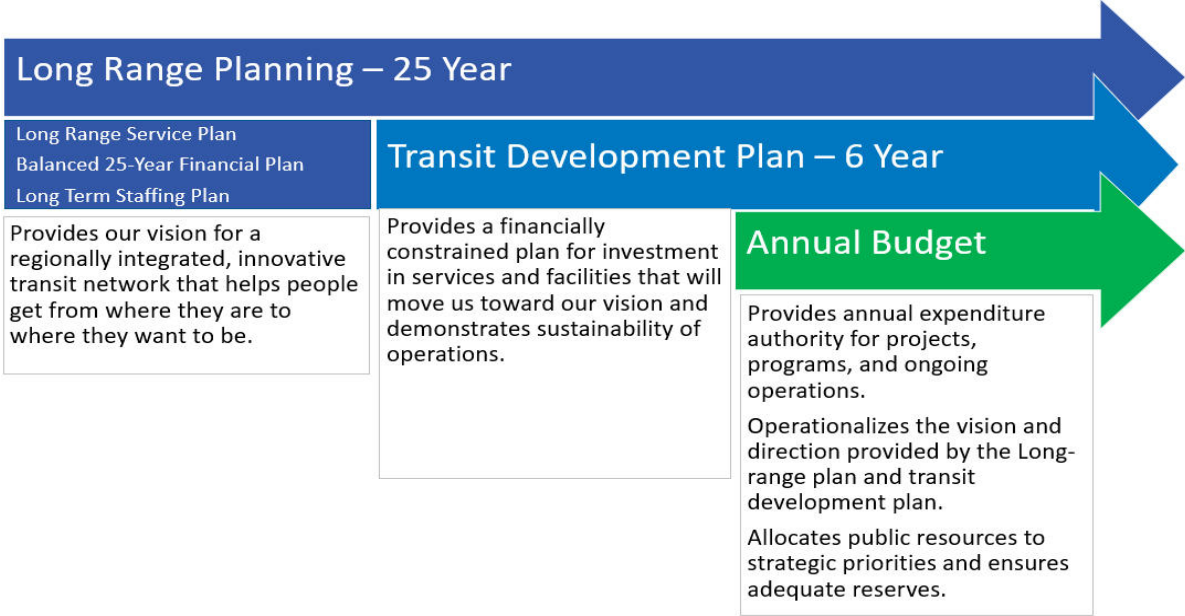 Long Range Planning – 25 Year
Long Range Service Plan
Balanced 25-Year Financial Plan
Long Term Staffing Plan
Provides our vision for a
regionally integrated, innovative
transit network that helps people
get from where they are to
where they want to be.
Transit Development Plan – 6 Year
Provides a financially
constrained plan for investment
in services and facilities that will
move us toward our vision and
demonstrates sustainability of
operations.
Annual Budget
Provides annual expenditure
authority for projects,
programs, and ongoing
operations.
Operationalizes the vision and
direction provided by the Long-
range plan and transit
development plan.
Allocates public resources to
strategic priorities and ensures
adequate reserves.